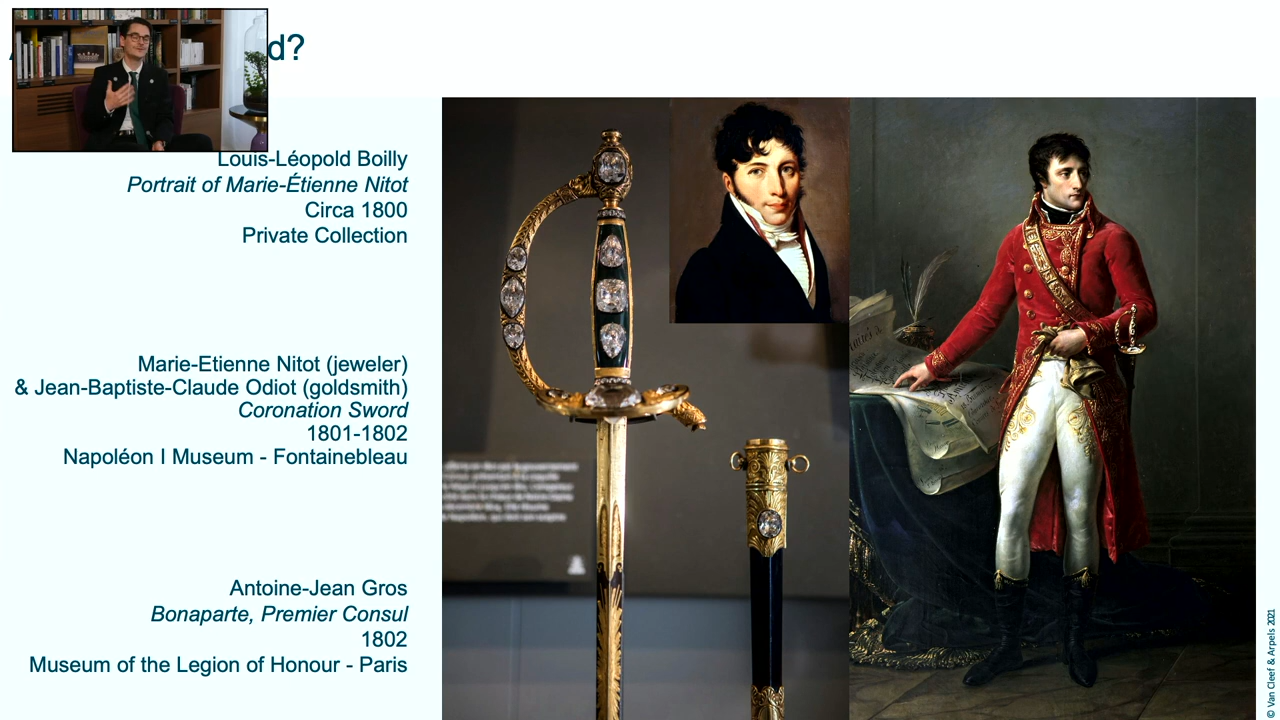 d?
Louis-Léopold Boilly
Portrait of Marie-Étienne Nitot
Circa 1800
Private Collection
Marie-Etienne Nitot (jeweler)
& Jean-Baptiste-Claude Odiot (goldsmith)
Coronation Sword
1801-1802
Napoléon I Museum - Fontainebleau
Antoine-Jean Gros
Bonaparte, Premier Consul
1802
Museum of the Legion of Honour - Paris
© Van Cleef & Arpels 2021